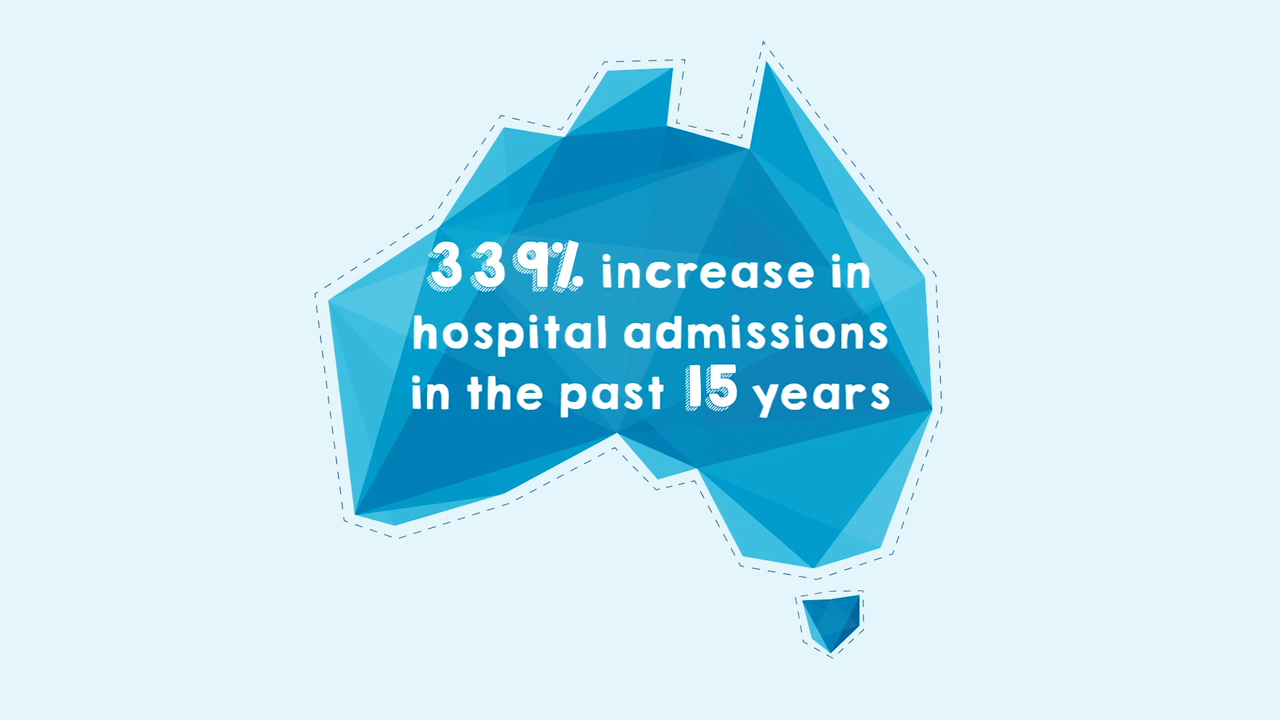 339% increase in
hospital admissions
in the past 15 years